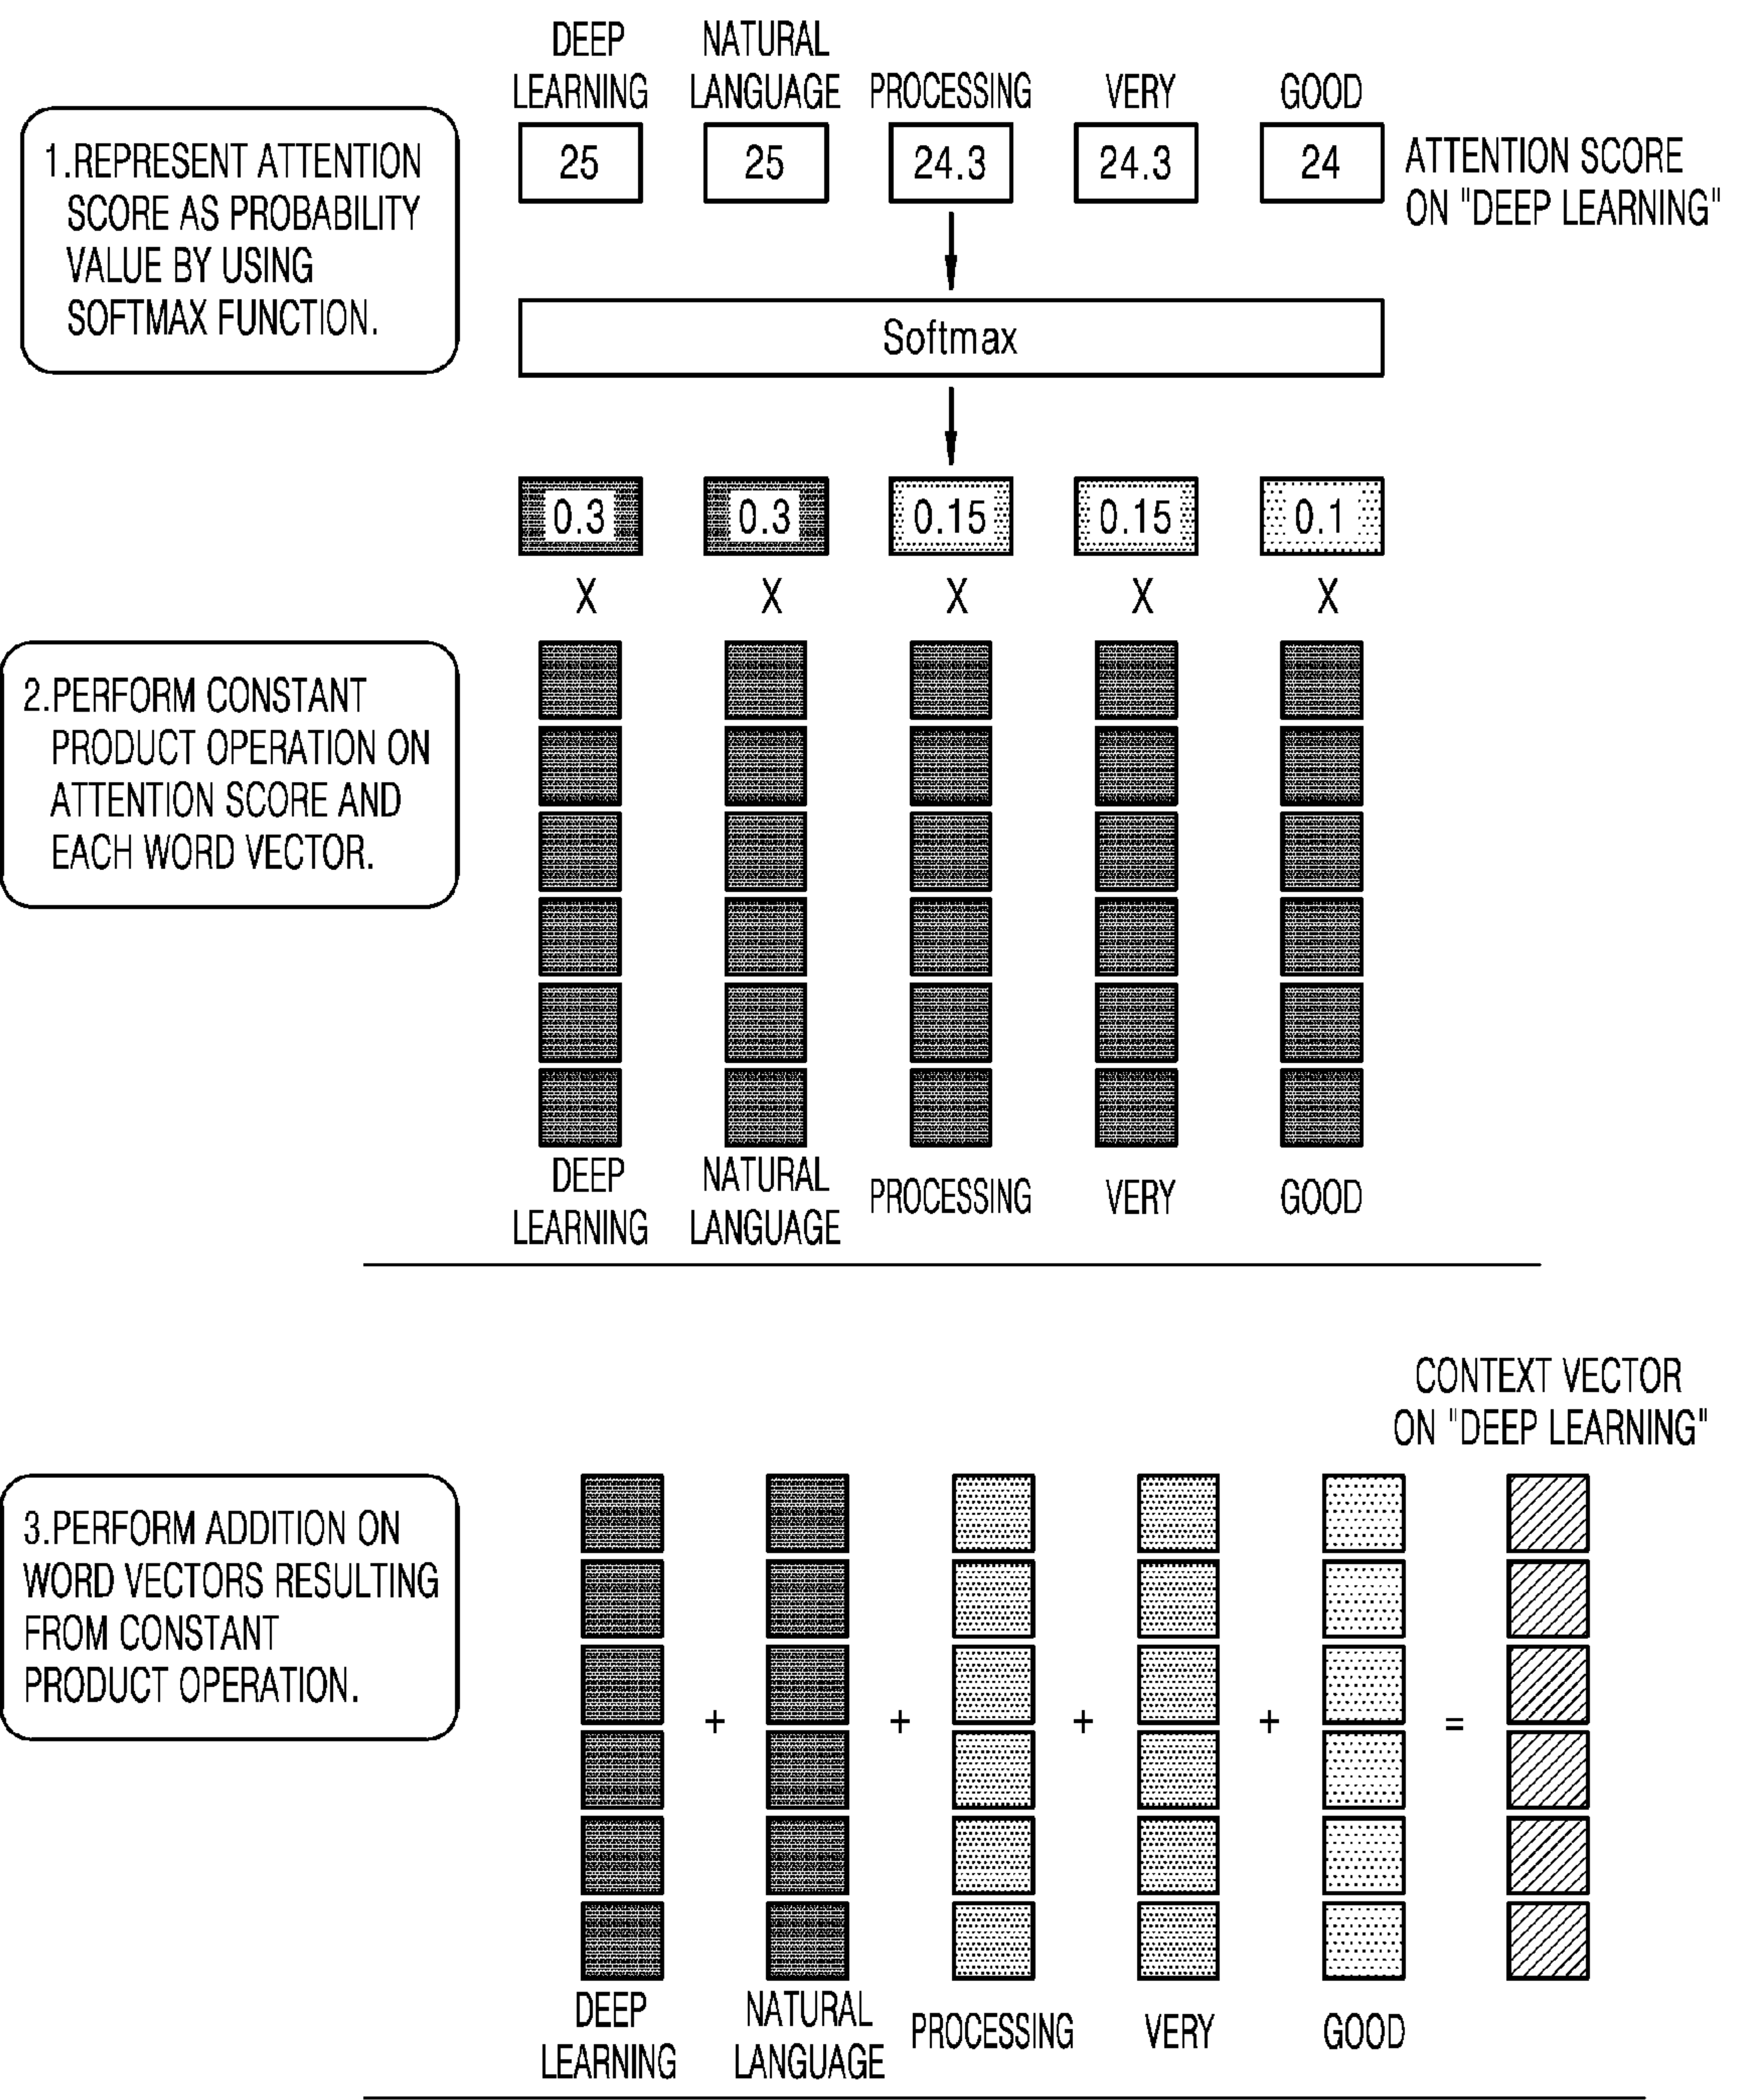 DEEP
LEARNING
NATURAL
LANGUAGE
PROCESSING
VERY
GOOD
1.REPRESENT ATTENTION
SCORE AS PROBABILITY
VALUE BY USING
SOFTMAX FUNCTION.
25
25
24.3
24.3
24
ATTENTION SCORE
ON "DEEP LEARNING"
Softmax
0.3
0.3
0.15
0.15
0.1
X
X
X
X
X
2.PERFORM CONSTANT
PRODUCT OPERATION ON
ATTENTION SCORE AND
EACH WORD VECTOR.
DEEP
LEARNING
NATURAL
LANGUAGE
PROCESSING
VERY
GOOD
CONTEXT VECTOR
ON "DEEP LEARNING"
3.PERFORM ADDITION ON
WORD VECTORS RESULTING
FROM CONSTANT
PRODUCT OPERATION.
+
+
+
+
=
DEEP
LEARNING
NATURAL
LANGUAGE
PROCESSING
VERY
GOOD